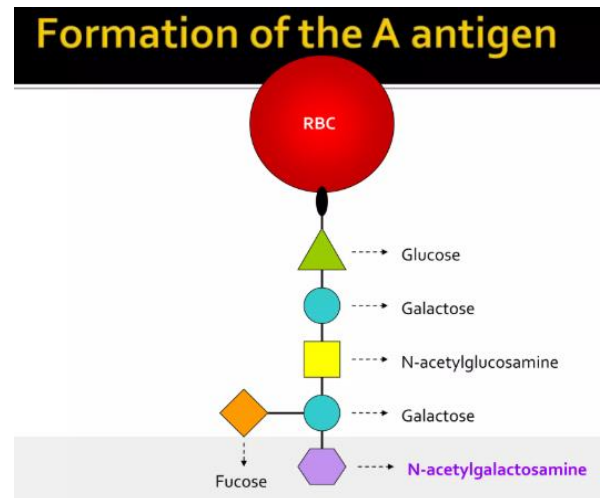 Formation of the A antigen
RBC
Glucose
Galactose
N-acetylglucosamine
Galactose
N-acetylgalactosamine
Fucose